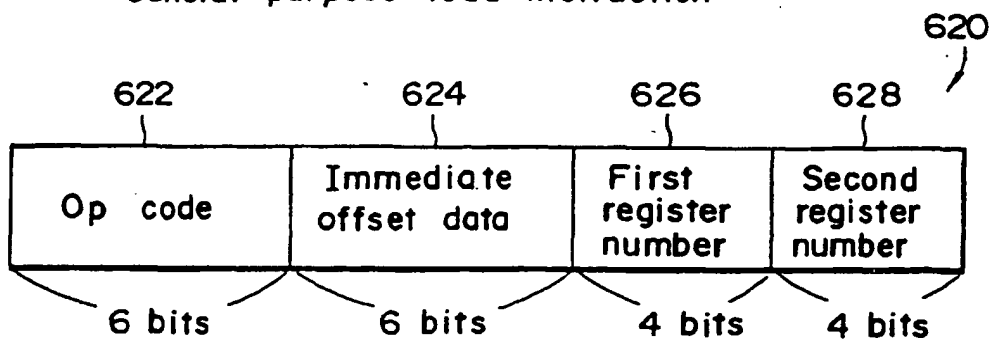 620
622 624 626 628
Op code
Immediate
offset data
First
register
number
Second
register
number
6 bits 6 bits 4 bits 4 bits